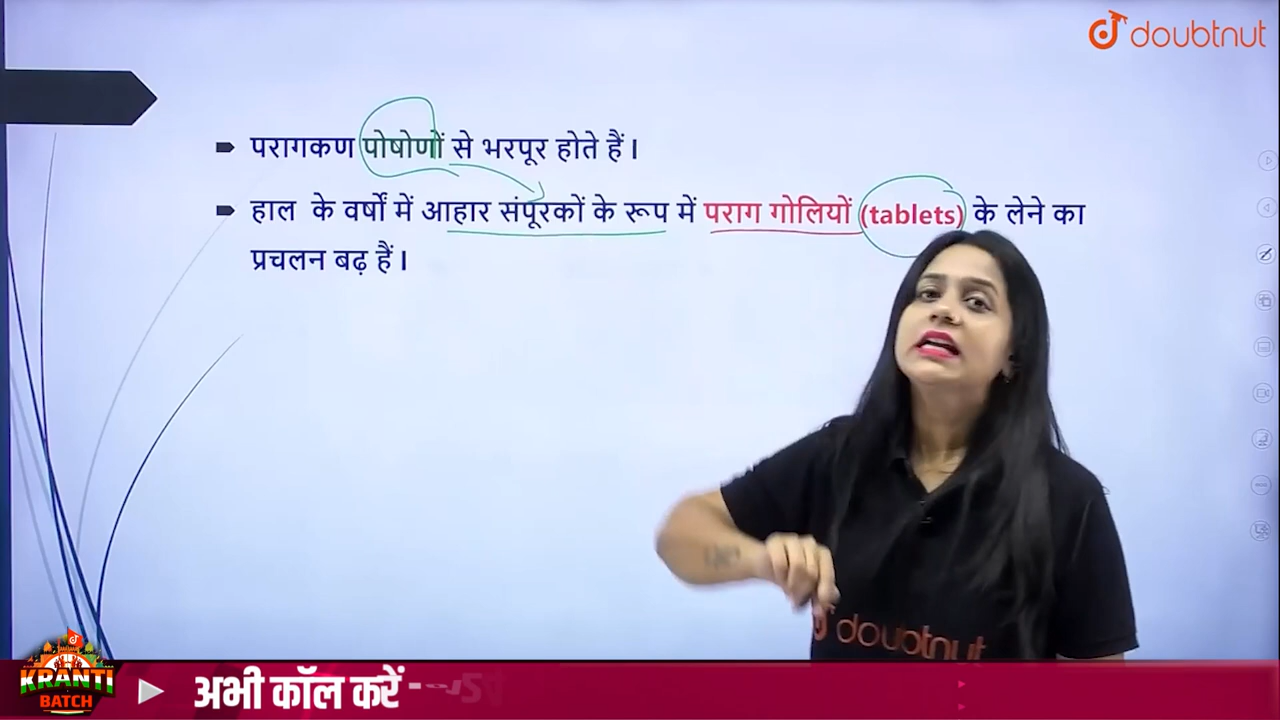 doubtnut
परागकण पोषोणों से भरपूर होते हैं ।
हाल के वर्षों में आहार संपूरकों के रूप में पराग गोलियों (tablets) के लेने का
प्रचलन बढ़ हैं ।
doubtnut
KRANTI
BATCH
अभी कॉल करें